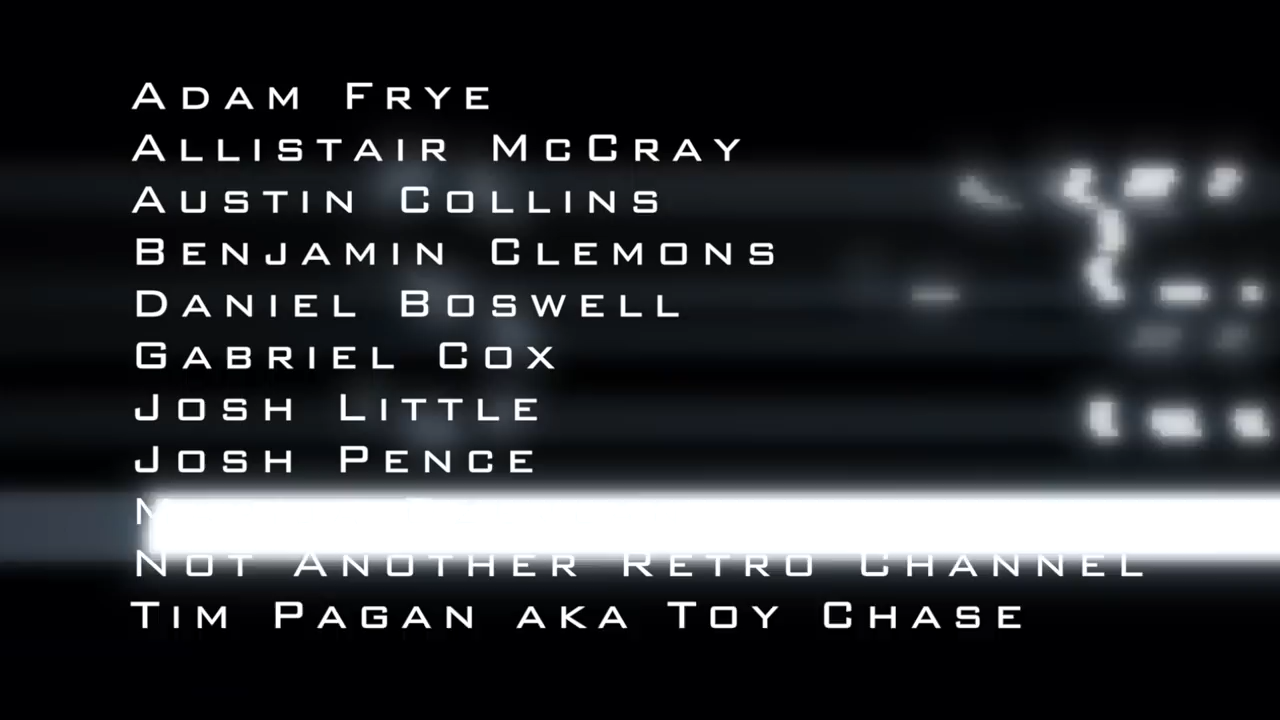 Adam Frye
Allistair McCray
Austin Collins
Benjamin Clemons
Daniel Boswell
Gabriel Cox
Josh Little
Josh Pence
Not Another Retro Channel
Tim Pagan aka Toy Chase